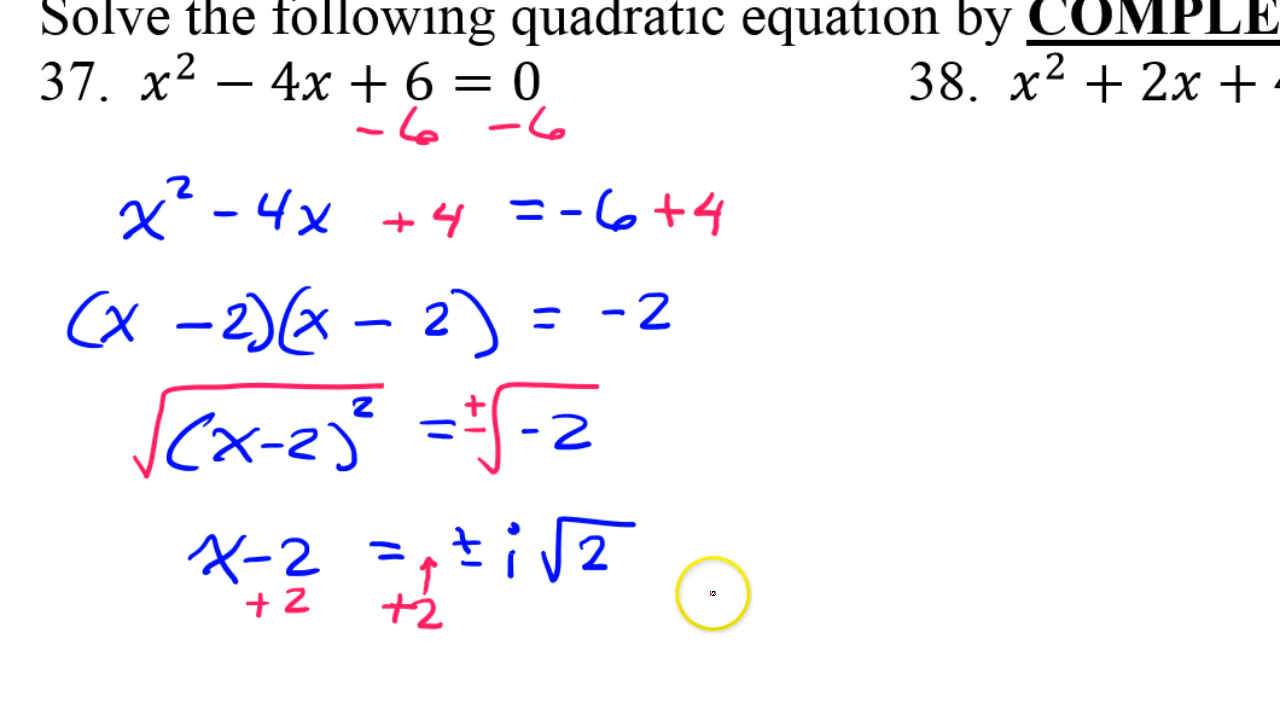 Solve the following quadratic equation by COMPLE
37. x² − 4x + 6 = 0
38. x² + 2x +
−6 −6
x² − 4x + 4 = −6 + 4
(x − 2)(x − 2) = −2
√(x−2)² = ±√−2
x−2 = ± i√2
+2 +2